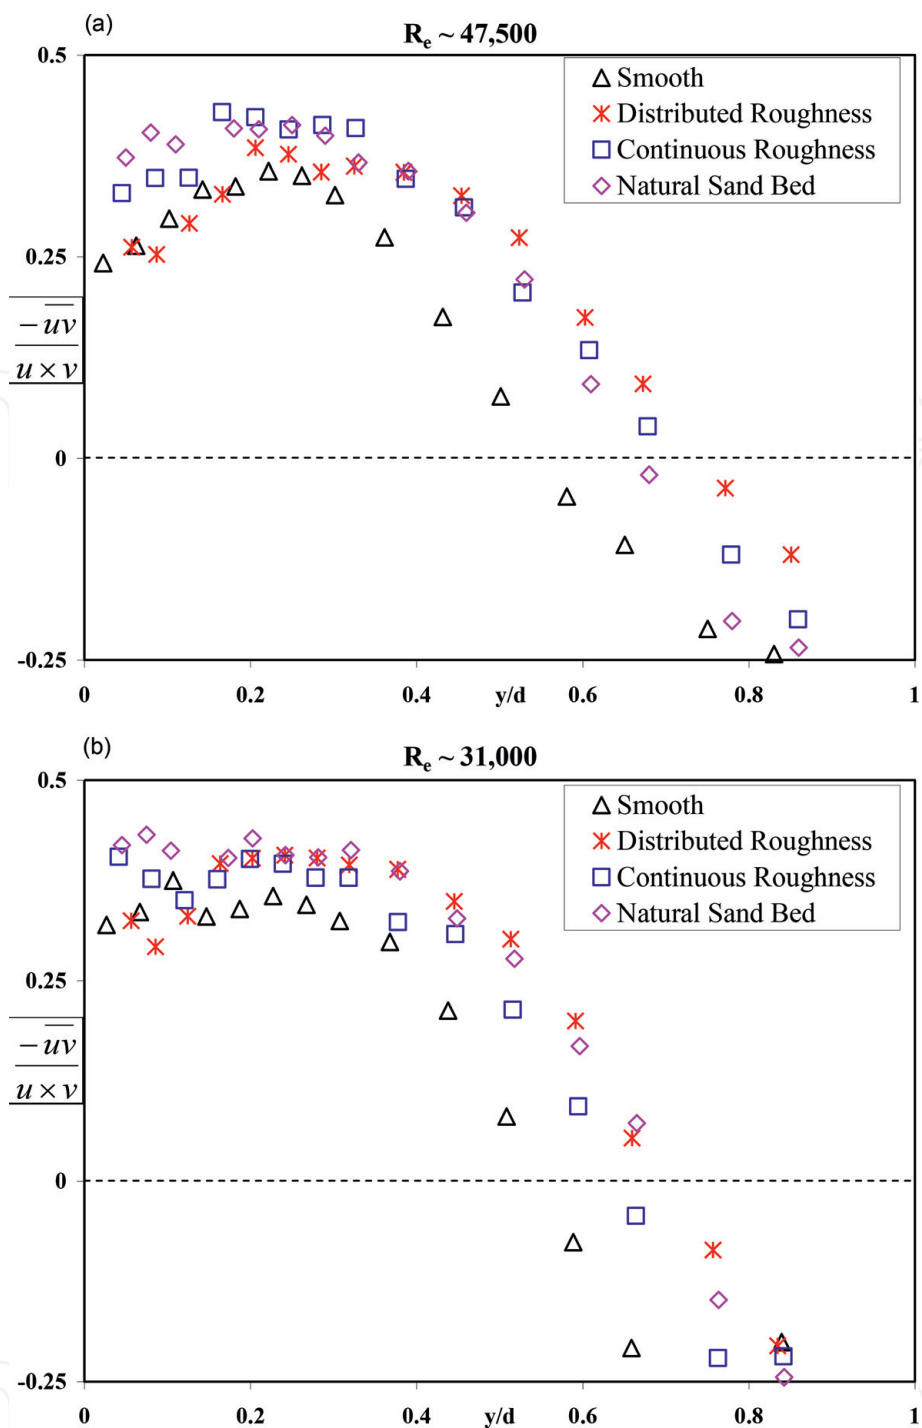 (a)
Re ~ 47,500
0.5
Smooth
Distributed Roughness
Continuous Roughness
Natural Sand Bed
0.25
−uv
u × v
0
-0.25
0 0.2 0.4 y/d 0.6 0.8 1
(b)
Re ~ 31,000
0.5
Smooth
Distributed Roughness
Continuous Roughness
Natural Sand Bed
0.25
−uv
u × v
0
-0.25
0 0.2 0.4 y/d 0.6 0.8 1